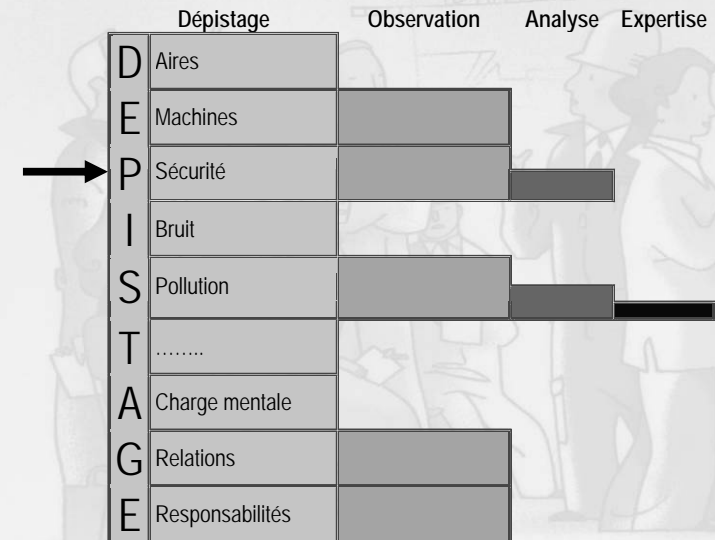 Dépistage Observation Analyse Expertise
D Aires
E Machines
P Sécurité
I Bruit
S Pollution
T ........
A Charge mentale
G Relations
E Responsabilités